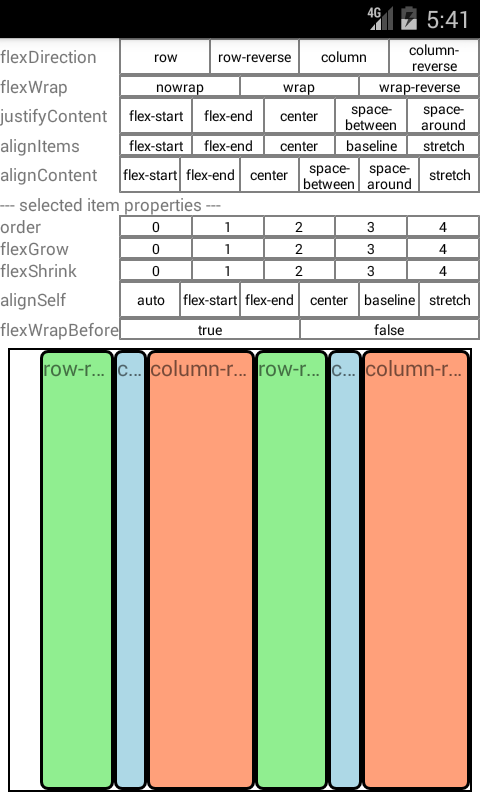 4G 5:41
flexDirection row row-reverse column column-reverse
flexWrap nowrap wrap wrap-reverse
justifyContent flex-start flex-end center space-between space-around
alignItems flex-start flex-end center baseline stretch
alignContent flex-start flex-end center space-between space-around stretch
--- selected item properties ---
order 0 1 2 3 4
flexGrow 0 1 2 3 4
flexShrink 0 1 2 3 4
alignSelf auto flex-start flex-end center baseline stretch
flexWrapBefore true false
row-r... c... column-r... row-r... c... column-r...